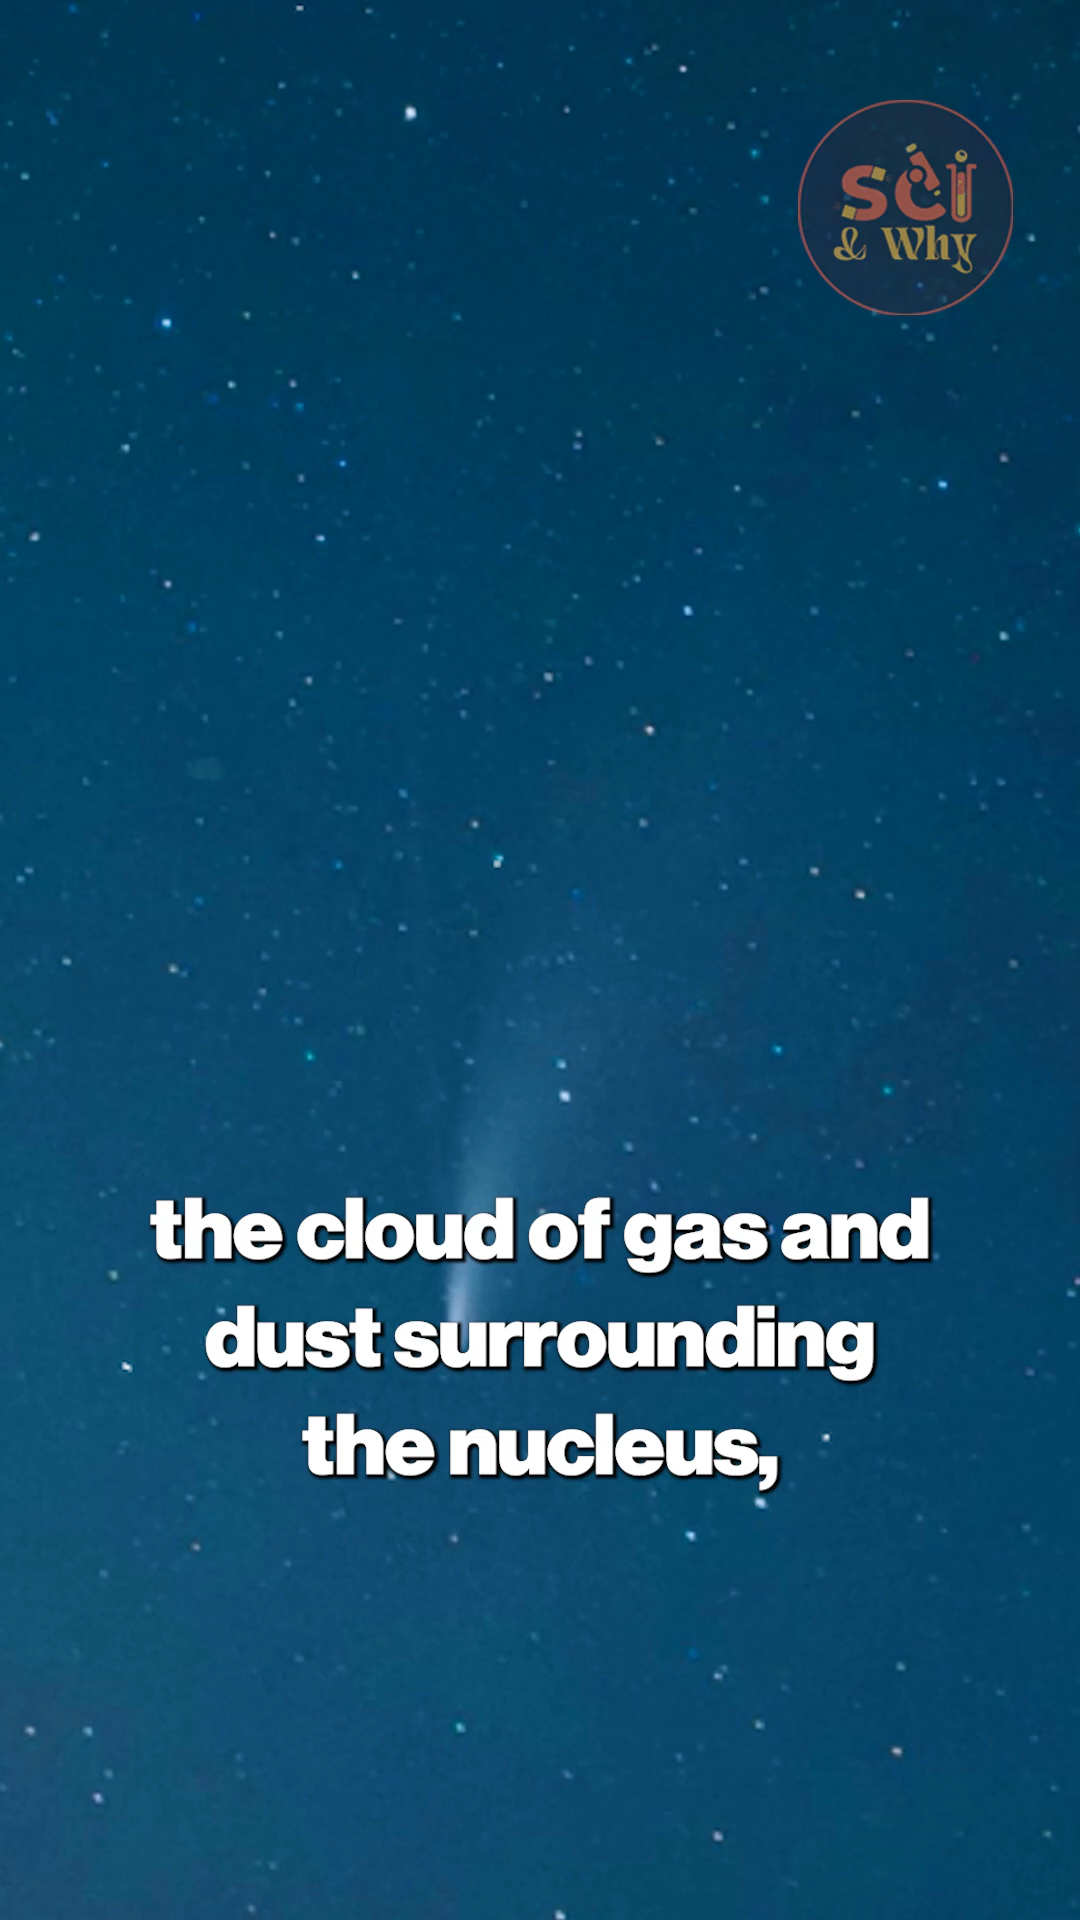 sci
& Why
the cloud of gas and
dust surrounding
the nucleus,